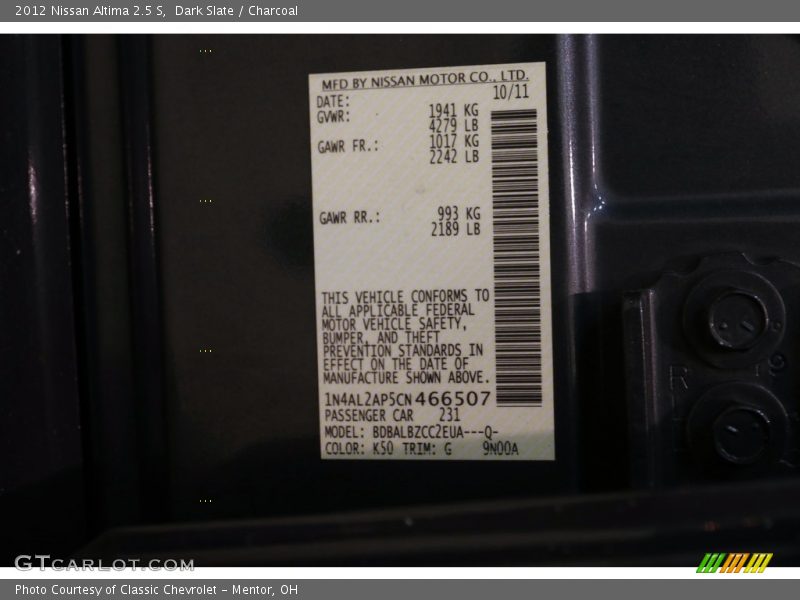 2012 Nissan Altima 2.5 S, Dark Slate / Charcoal
MFD BY NISSAN MOTOR CO., LTD.
DATE: 10/11
GVWR: 1941 KG
4279 LB
GAWR FR.: 1017 KG
2242 LB
GAWR RR.: 993 KG
2189 LB
THIS VEHICLE CONFORMS TO
ALL APPLICABLE FEDERAL
MOTOR VEHICLE SAFETY,
BUMPER, AND THEFT
PREVENTION STANDARDS IN
EFFECT ON THE DATE OF
MANUFACTURE SHOWN ABOVE.
1N4AL2AP5CN466507
PASSENGER CAR 231
MODEL: BDBALBZCC2EUA---Q-
COLOR: K50 TRIM: G 9N00A
R
GTCARLOT.COM
Photo Courtesy of Classic Chevrolet - Mentor, OH